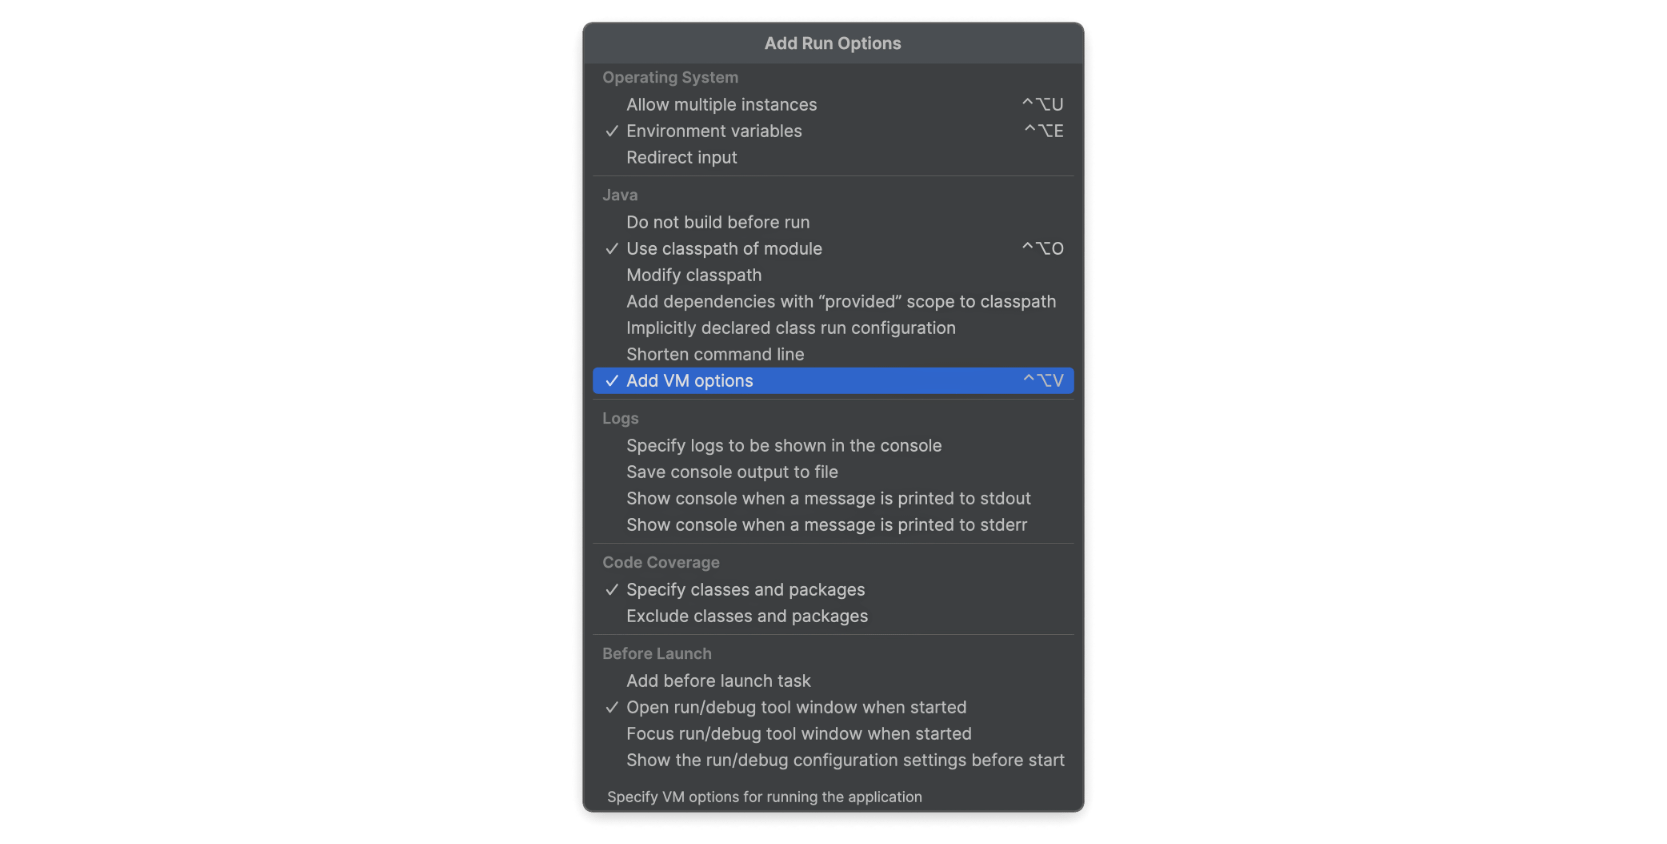 Add Run Options
Operating System
Allow multiple instances ⌃⌥U
✓ Environment variables ⌃⌥E
Redirect input
Java
Do not build before run
✓ Use classpath of module ⌃⌥O
Modify classpath
Add dependencies with “provided” scope to classpath
Implicitly declared class run configuration
Shorten command line
✓ Add VM options ⌃⌥V
Logs
Specify logs to be shown in the console
Save console output to file
Show console when a message is printed to stdout
Show console when a message is printed to stderr
Code Coverage
✓ Specify classes and packages
Exclude classes and packages
Before Launch
Add before launch task
✓ Open run/debug tool window when started
Focus run/debug tool window when started
Show the run/debug configuration settings before start
Specify VM options for running the application